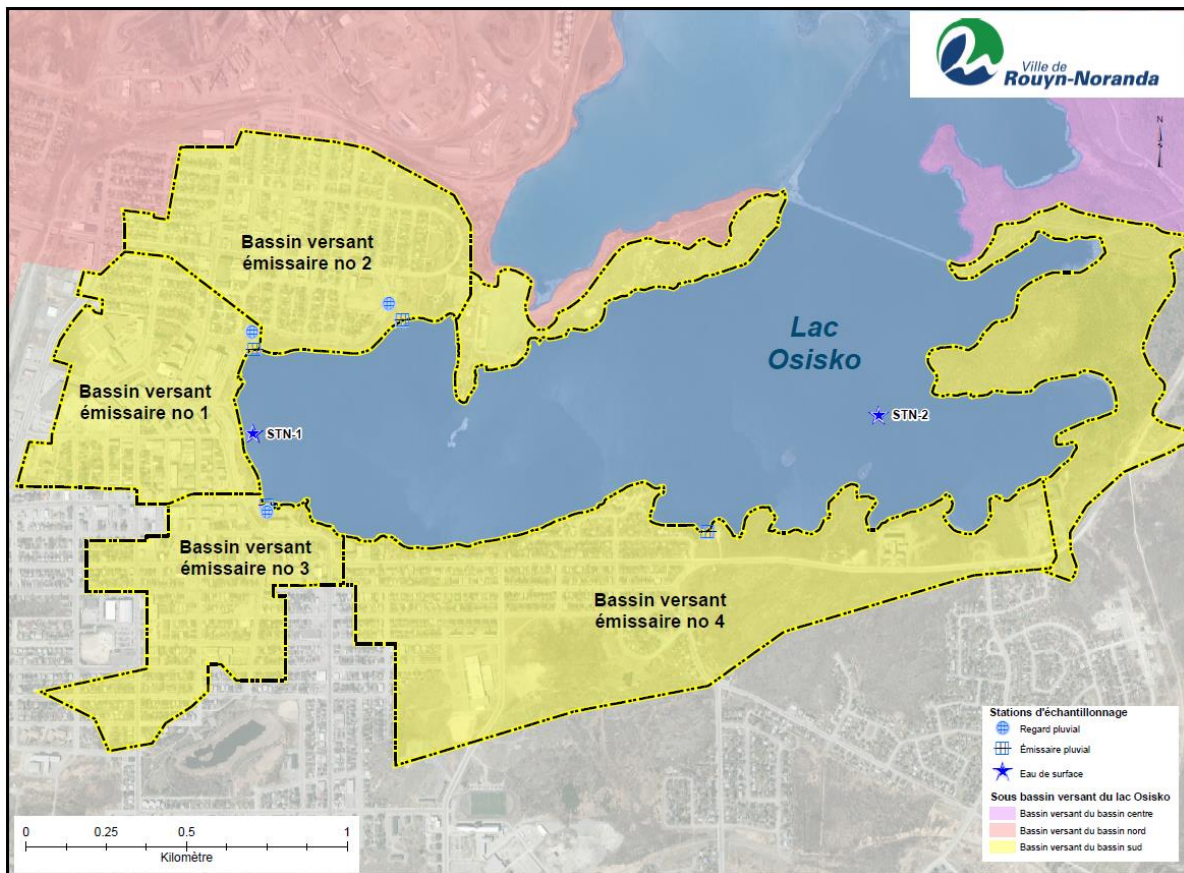 Ville de
Rouyn-Noranda
N
Bassin versant
émissaire no 2
Lac
Osisko
Bassin versant
émissaire no 1
STN-1
STN-2
Bassin versant
émissaire no 3
Bassin versant
émissaire no 4
Stations d'échantillonnage
Regard pluvial
Émissaire pluvial
Eau de surface
Sous bassin versant du lac Osisko
Bassin versant du bassin centre
Bassin versant du bassin nord
Bassin versant du bassin sud
0 0.25 0.5 1
Kilomètre